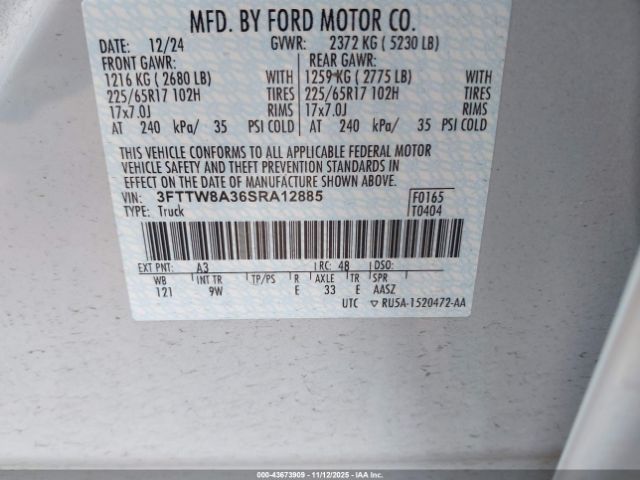 MFD. BY FORD MOTOR CO.
DATE: 12/24 GVWR: 2372 KG ( 5230 LB)
FRONT GAWR: REAR GAWR:
1216 KG ( 2680 LB) WITH 1259 KG ( 2775 LB) WITH
225/65R17 102H TIRES 225/65R17 102H TIRES
17x7.0J RIMS 17x7.0J RIMS
AT 240 kPa/ 35 PSI COLD AT 240 kPa/ 35 PSI COLD
THIS VEHICLE CONFORMS TO ALL APPLICABLE FEDERAL MOTOR
VEHICLE SAFETY AND THEFT PREVENTION STANDARDS IN
EFFECT ON THE DATE OF MANUFACTURE SHOWN ABOVE.
VIN: 3FTTW8A36SRA12885 F0165
TYPE: Truck T0404
EXT PNT: A3 RC: 48 DSO:
WB INT TR TP/PS R AXLE TR SPR
121 9W E 33 E AASZ
UTC ▽ RU5A-1520472-AA
000-43673909 - 11/12/2025 - IAAI.CA